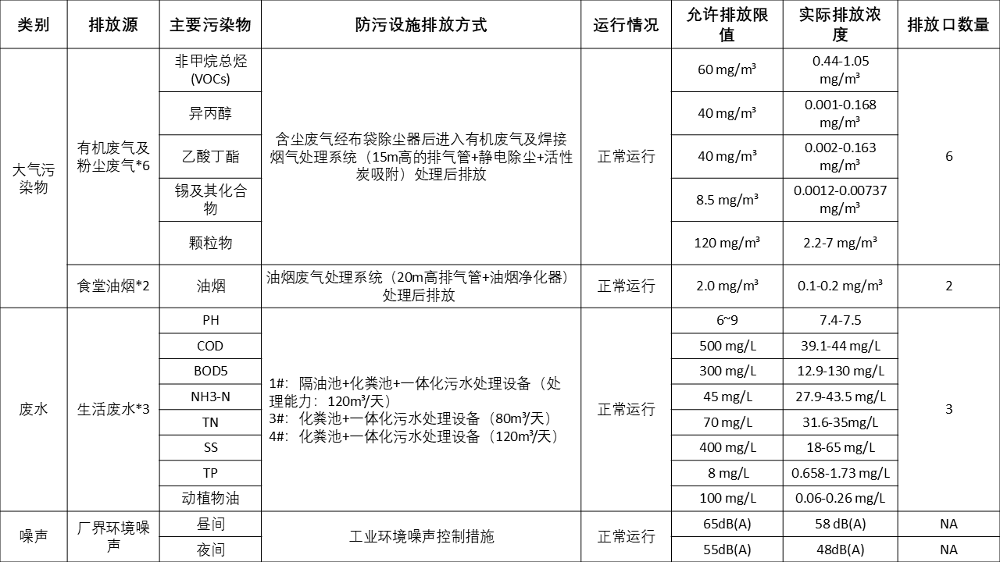 类别
排放源
主要污染物
防污设施排放方式
运行情况
允许排放限
值
实际排放浓
度
排放口数量
大气污
染物
有机废气及
粉尘废气*6
非甲烷总烃
(VOCs)
含尘废气经布袋除尘器后进入有机废气及焊接
烟气处理系统（15m高的排气管+静电除尘+活性
炭吸附）处理后排放
正常运行
60 mg/m³
0.44-1.05
mg/m³
6
异丙醇
40 mg/m³
0.001-0.168
mg/m³
乙酸丁酯
40 mg/m³
0.002-0.163
mg/m³
锡及其化合
物
8.5 mg/m³
0.0012-0.00737
mg/m³
颗粒物
120 mg/m³
2.2-7 mg/m³
食堂油烟*2
油烟
油烟废气处理系统（20m高排气管+油烟净化器）
处理后排放
正常运行
2.0 mg/m³
0.1-0.2 mg/m³
2
废水
生活废水*3
PH
1#：隔油池+化粪池+一体化污水处理设备（处
理能力：120m³/天）
3#：化粪池+一体化污水处理设备（80m³/天）
4#：化粪池+一体化污水处理设备（120m³/天）
正常运行
6~9
7.4-7.5
3
COD
500 mg/L
39.1-44 mg/L
BOD5
300 mg/L
12.9-130 mg/L
NH3-N
45 mg/L
27.9-43.5 mg/L
TN
70 mg/L
31.6-35mg/L
SS
400 mg/L
18-65 mg/L
TP
8 mg/L
0.658-1.73 mg/L
动植物油
100 mg/L
0.06-0.26 mg/L
噪声
厂界环境噪
声
昼间
工业环境噪声控制措施
正常运行
65dB(A)
58 dB(A)
NA
夜间
55dB(A)
48dB(A)
NA